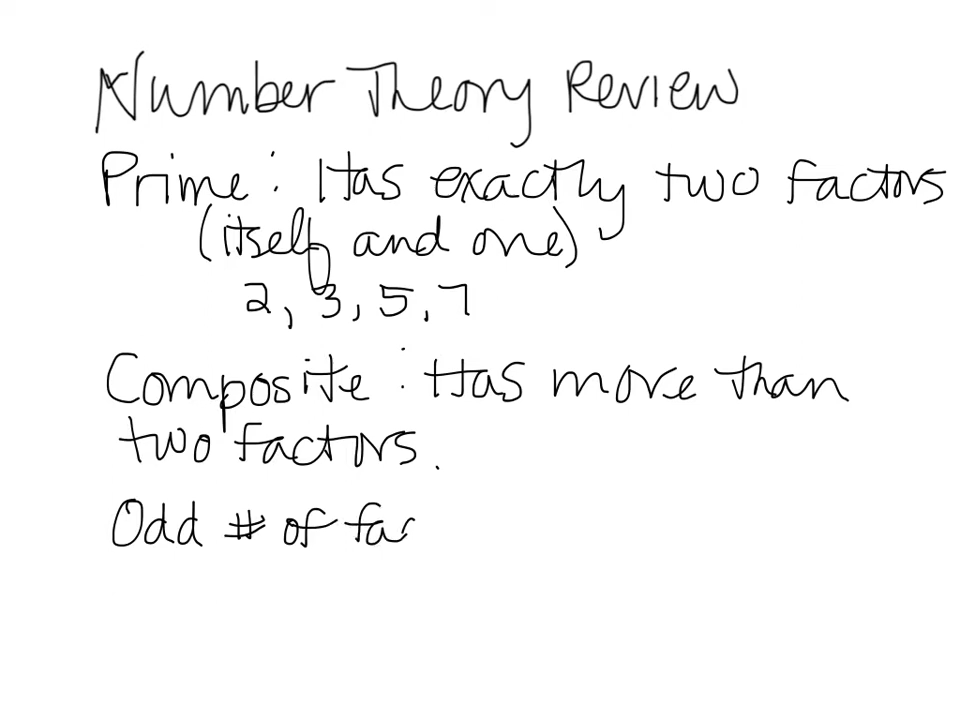 Number Theory Review
Prime: Has exactly two factors
(itself and one)
2, 3, 5, 7
Composite: Has more than
two factors.
Odd # of fac